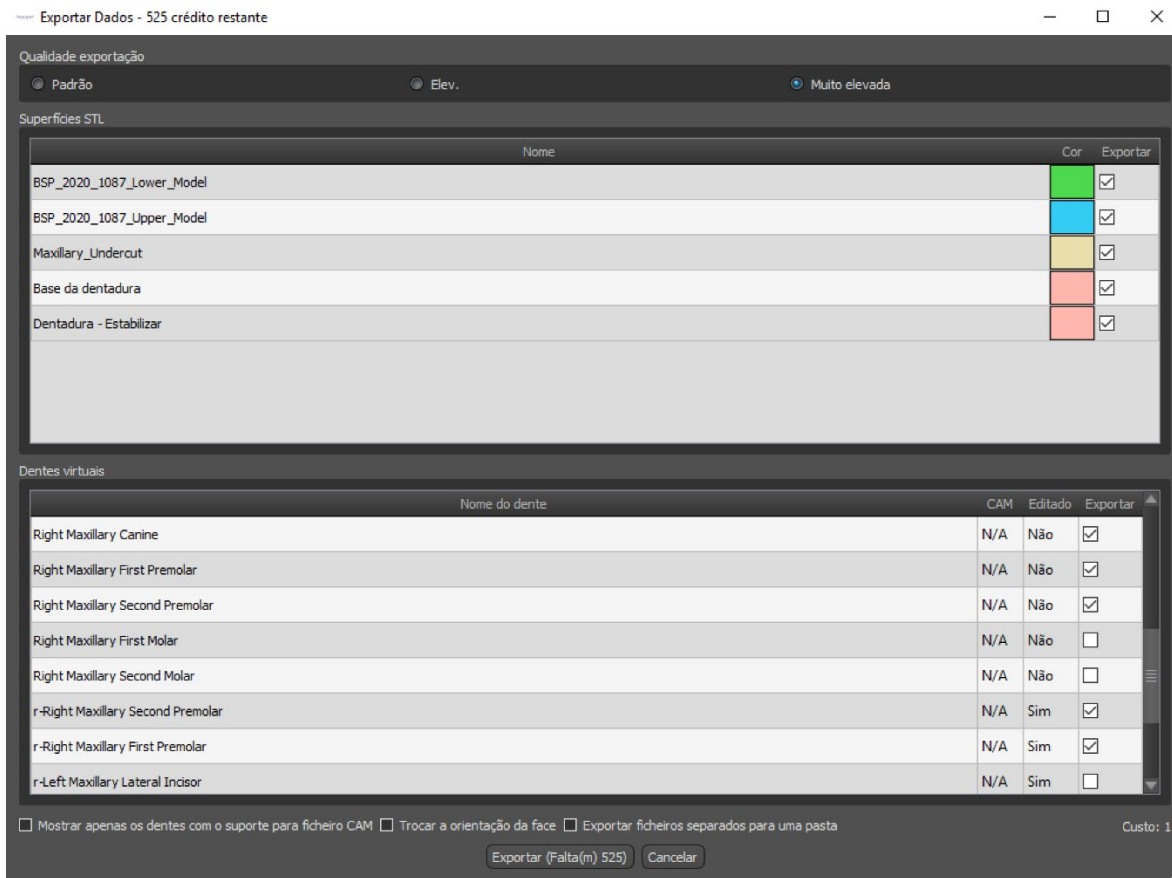 Exportar Dados - 525 crédito restante
Qualidade exportação
Padrão Elev. Muito elevada
Superfícies STL
Nome Cor Exportar
BSP_2020_1087_Lower_Model
BSP_2020_1087_Upper_Model
Maxillary_Undercut
Base da dentadura
Dentadura - Estabilizar
Dentes virtuais
Nome do dente CAM Editado Exportar
Right Maxillary Canine N/A Não
Right Maxillary First Premolar N/A Não
Right Maxillary Second Premolar N/A Não
Right Maxillary First Molar N/A Não
Right Maxillary Second Molar N/A Não
r-Right Maxillary Second Premolar N/A Sim
r-Right Maxillary First Premolar N/A Sim
r-Left Maxillary Lateral Incisor N/A Sim
Mostrar apenas os dentes com o suporte para ficheiro CAM Trocar a orientação da face Exportar ficheiros separados para uma pasta Custo: 1
Exportar (Falta(m) 525) Cancelar